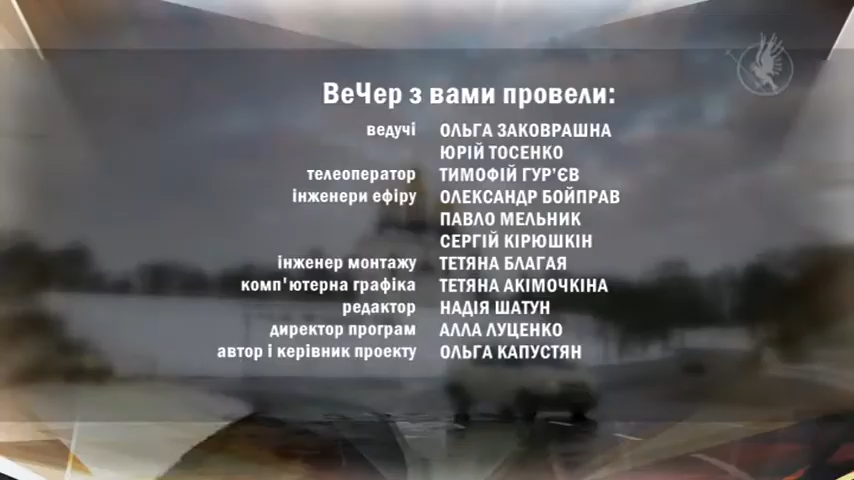 ВеЧер з вами провели:
ведучі ОЛЬГА ЗАКОВРАШНА
ЮРІЙ ТОСЕНКО
телеоператор ТИМОФІЙ ГУР'ЄВ
інженери ефіру ОЛЕКСАНДР БОЙПРАВ
ПАВЛО МЕЛЬНИК
СЕРГІЙ КІРЮШКІН
інженер монтажу ТЕТЯНА БЛАГАЯ
комп'ютерна графіка ТЕТЯНА АКІМОЧКІНА
редактор НАДІЯ ШАТУН
директор програм АЛЛА ЛУЦЕНКО
автор і керівник проекту ОЛЬГА КАПУСТЯН